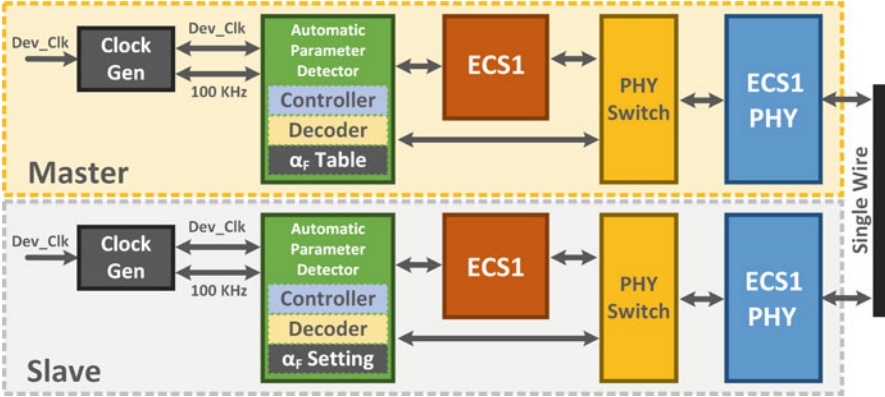 Dev_Clk
Clock
Gen
Dev_Clk
100 KHz
Automatic
Parameter
Detector
Controller
Decoder
αF Table
ECS1
PHY
Switch
ECS1
PHY
Master
Single Wire
Dev_Clk
Clock
Gen
Dev_Clk
100 KHz
Automatic
Parameter
Detector
Controller
Decoder
αF Setting
ECS1
PHY
Switch
ECS1
PHY
Slave